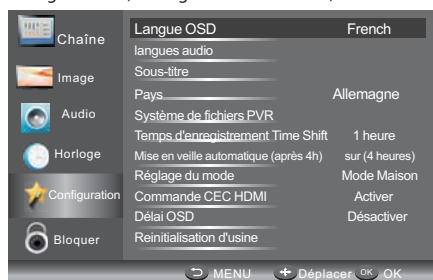 Chaîne
Image
Audio
Horloge
Configuration
Bloquer
Langue OSD French
langues audio
Sous-titre
Pays Allemagne
Système de fichiers PVR
Temps d'enregistrement Time Shift 1 heure
Mise en veille automatique (après 4h) sur (4 heures)
Réglage du mode Mode Maison
Commande CEC HDMI Activer
Délai OSD Désactiver
Reinitialisation d'usine
MENU Déplacer OK OK